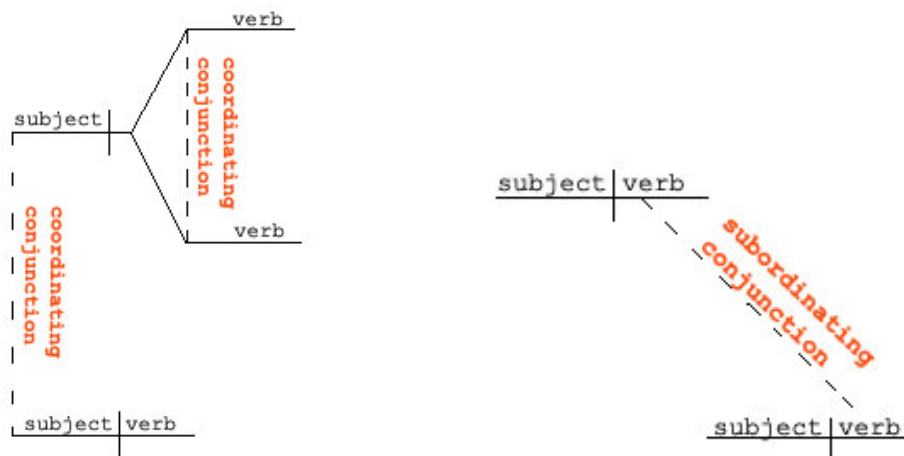 verb
coordinating
conjunction
subject
verb
coordinating
conjunction
subject verb
subject verb
subordinating
conjunction
subject verb